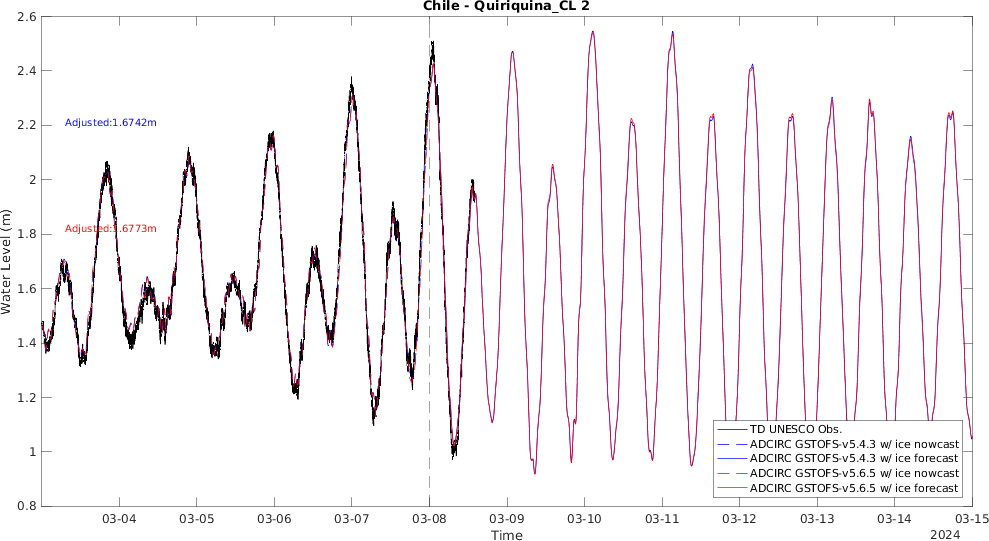 Chile - Quiriquina_CL 2
2.6
2.4
2.2
2
1.8
1.6
1.4
1.2
1
0.8
Water Level (m)
Adjusted:1.6742m
Adjusted:1.6773m
TD UNESCO Obs.
ADCIRC GSTOFS-v5.4.3 w/ ice nowcast
ADCIRC GSTOFS-v5.4.3 w/ ice forecast
ADCIRC GSTOFS-v5.6.5 w/ ice nowcast
ADCIRC GSTOFS-v5.6.5 w/ ice forecast
03-04 03-05 03-06 03-07 03-08 03-09 03-10 03-11 03-12 03-13 03-14 03-15
Time
2024